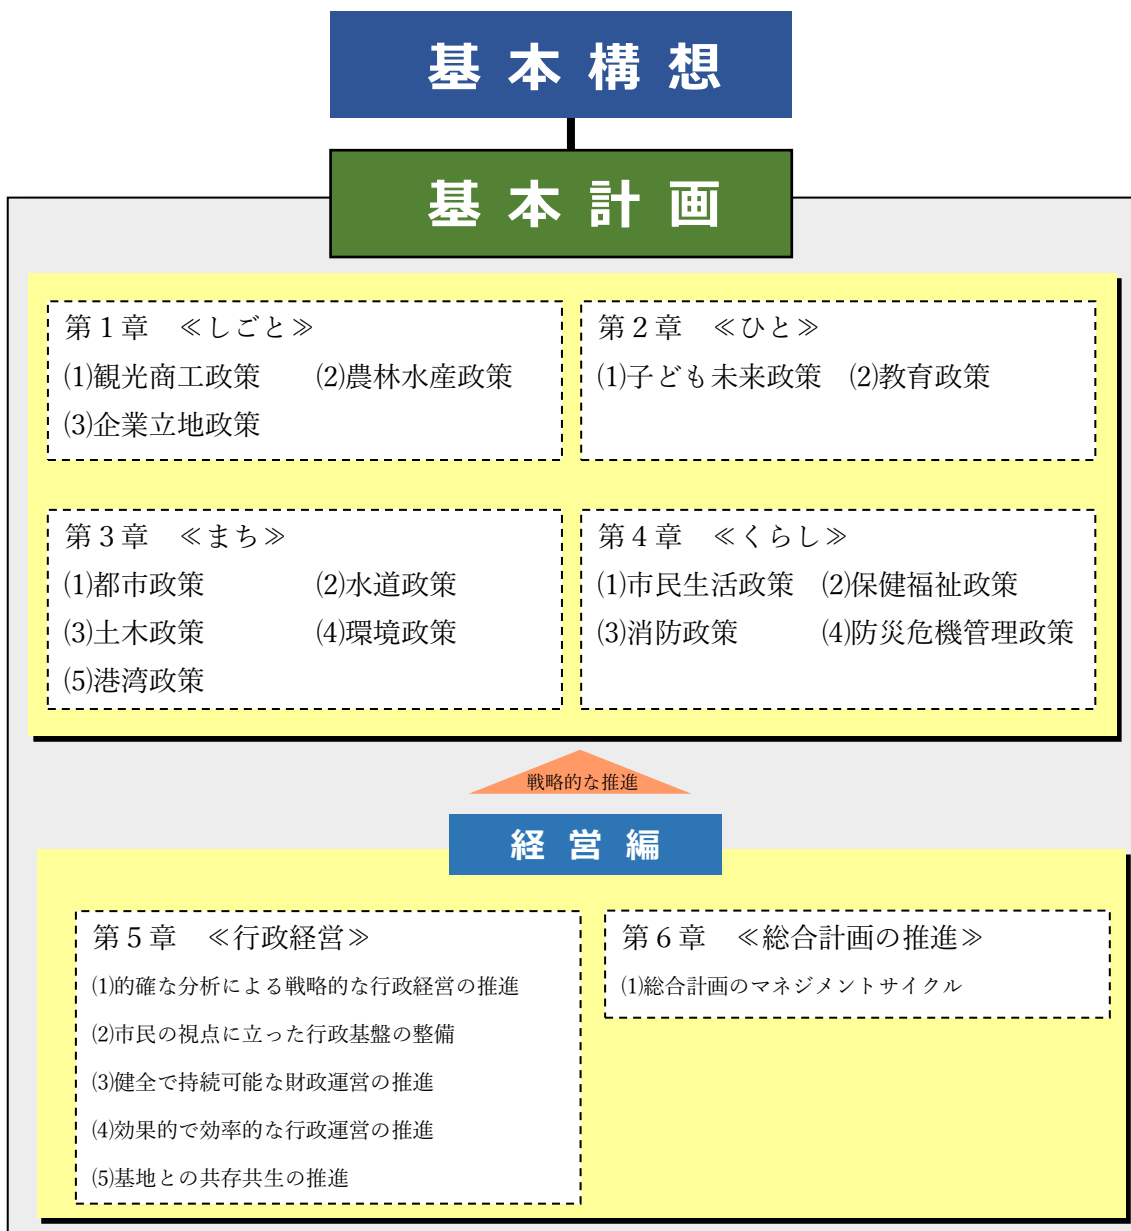 基本構想
基本計画
第１章　≪しごと≫
⑴観光商工政策　　⑵農林水産政策
⑶企業立地政策
第２章　≪ひと≫
⑴子ども未来政策　⑵教育政策
第３章　≪まち≫
⑴都市政策　　　　⑵水道政策
⑶土木政策　　　　⑷環境政策
⑸港湾政策
第４章　≪くらし≫
⑴市民生活政策　⑵保健福祉政策
⑶消防政策　　　⑷防災危機管理政策
戦略的な推進
経営編
第５章　≪行政経営≫
⑴的確な分析による戦略的な行政経営の推進
⑵市民の視点に立った行政基盤の整備
⑶健全で持続可能な財政運営の推進
⑷効果的で効率的な行政運営の推進
⑸基地との共存共生の推進
第６章　≪総合計画の推進≫
⑴総合計画のマネジメントサイクル